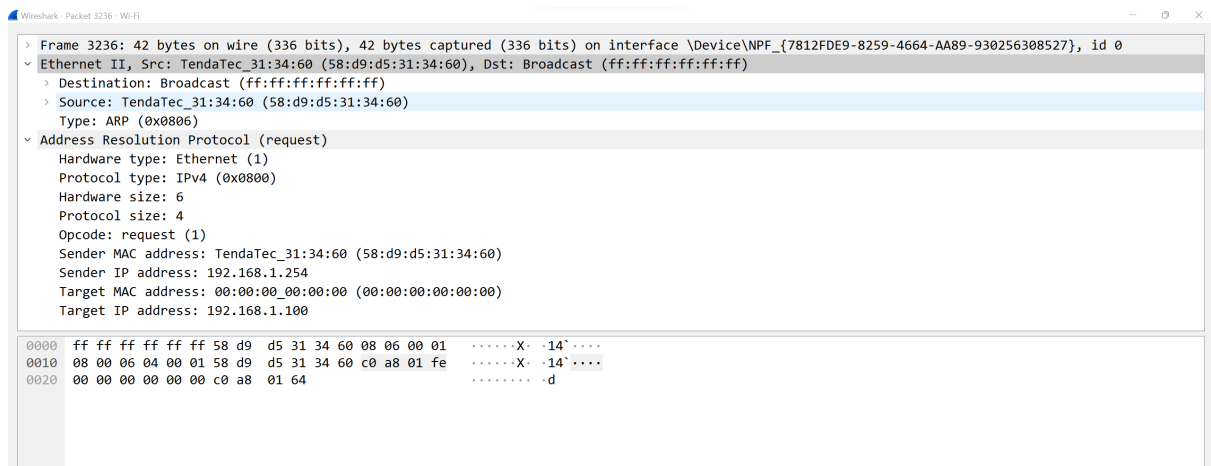 Wireshark · Packet 3236 · Wi-Fi
Frame 3236: 42 bytes on wire (336 bits), 42 bytes captured (336 bits) on interface \Device\NPF_{7812FDE9-8259-4664-AA89-930256308527}, id 0
Ethernet II, Src: TendaTec_31:34:60 (58:d9:d5:31:34:60), Dst: Broadcast (ff:ff:ff:ff:ff:ff)
Destination: Broadcast (ff:ff:ff:ff:ff:ff)
Source: TendaTec_31:34:60 (58:d9:d5:31:34:60)
Type: ARP (0x0806)
Address Resolution Protocol (request)
Hardware type: Ethernet (1)
Protocol type: IPv4 (0x0800)
Hardware size: 6
Protocol size: 4
Opcode: request (1)
Sender MAC address: TendaTec_31:34:60 (58:d9:d5:31:34:60)
Sender IP address: 192.168.1.254
Target MAC address: 00:00:00_00:00:00 (00:00:00:00:00:00)
Target IP address: 192.168.1.100
0000 ff ff ff ff ff ff 58 d9 d5 31 34 60 08 06 00 01 ······X· ·14`····
0010 08 00 06 04 00 01 58 d9 d5 31 34 60 c0 a8 01 fe ······X· ·14`····
0020 00 00 00 00 00 00 c0 a8 01 64 ········ ·d